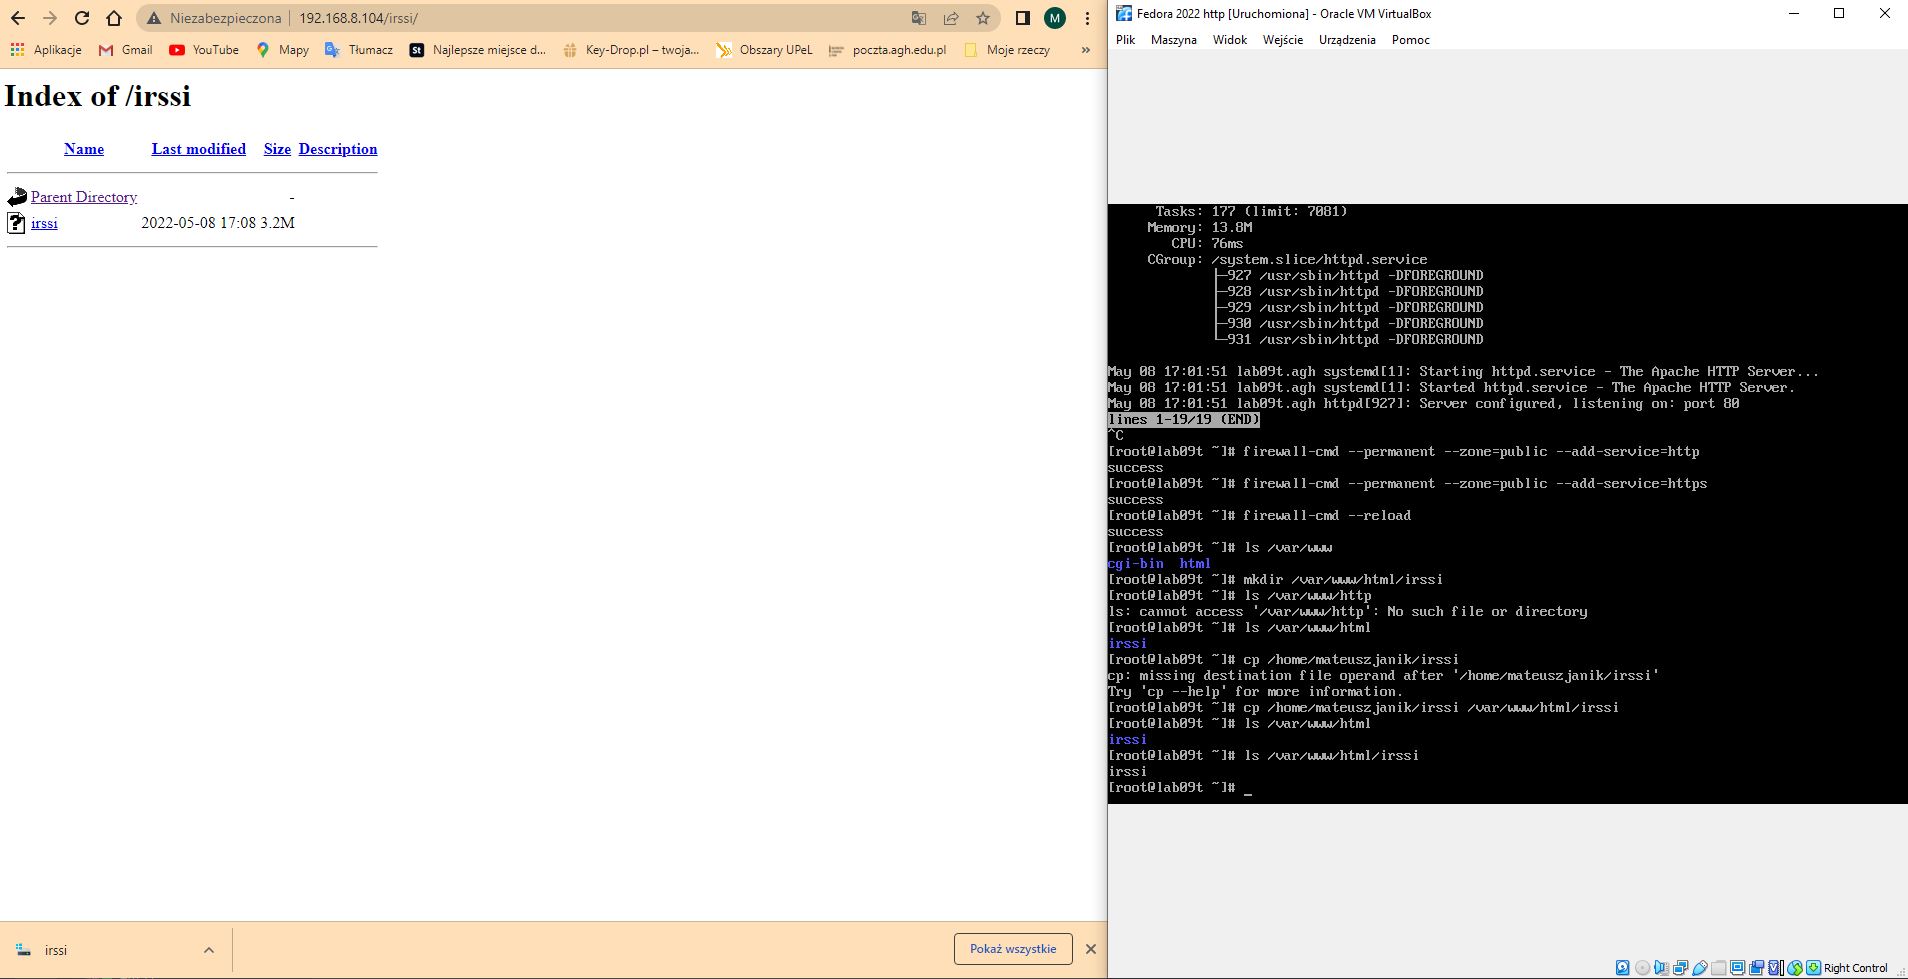 Niezabezpieczona | 192.168.8.104/irssi/
M
Aplikacje Gmail YouTube Mapy Tłumacz St Najlepsze miejsce d... Key-Drop.pl – twoja... Obszary UPeL poczta.agh.edu.pl Moje rzeczy »
Index of /irssi
Name Last modified Size Description
Parent Directory -
irssi 2022-05-08 17:08 3.2M
irssi
Pokaż wszystkie
Fedora 2022 http [Uruchomiona] - Oracle VM VirtualBox
Plik Maszyna Widok Wejście Urządzenia Pomoc
Tasks: 177 (limit: 7081)
Memory: 13.8M
CPU: 76ms
CGroup: /system.slice/httpd.service
├─927 /usr/sbin/httpd -DFOREGROUND
├─928 /usr/sbin/httpd -DFOREGROUND
├─929 /usr/sbin/httpd -DFOREGROUND
├─930 /usr/sbin/httpd -DFOREGROUND
└─931 /usr/sbin/httpd -DFOREGROUND
May 08 17:01:51 lab09t.agh systemd[1]: Starting httpd.service - The Apache HTTP Server...
May 08 17:01:51 lab09t.agh systemd[1]: Started httpd.service - The Apache HTTP Server.
May 08 17:01:51 lab09t.agh httpd[927]: Server configured, listening on: port 80
lines 1-19/19 (END)
^C
[root@lab09t ~]# firewall-cmd --permanent --zone=public --add-service=http
success
[root@lab09t ~]# firewall-cmd --permanent --zone=public --add-service=https
success
[root@lab09t ~]# firewall-cmd --reload
success
[root@lab09t ~]# ls /var/www
cgi-bin html
[root@lab09t ~]# mkdir /var/www/html/irssi
[root@lab09t ~]# ls /var/www/http
ls: cannot access '/var/www/http': No such file or directory
[root@lab09t ~]# ls /var/www/html
irssi
[root@lab09t ~]# cp /home/mateuszjanik/irssi
cp: missing destination file operand after '/home/mateuszjanik/irssi'
Try 'cp --help' for more information.
[root@lab09t ~]# cp /home/mateuszjanik/irssi /var/www/html/irssi
[root@lab09t ~]# ls /var/www/html
irssi
[root@lab09t ~]# ls /var/www/html/irssi
irssi
[root@lab09t ~]# _
Right Control